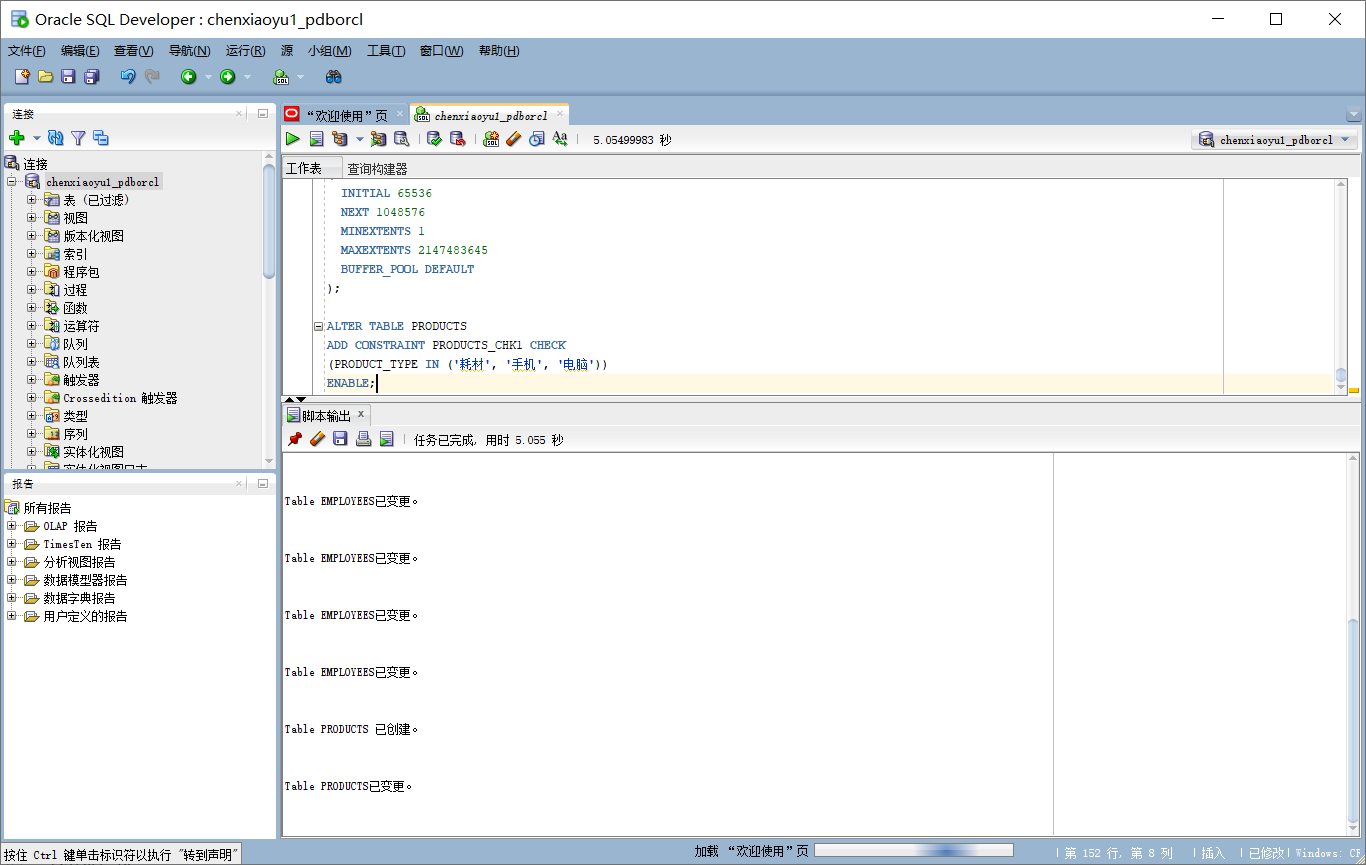 Oracle SQL Developer : chenxiaoyu1_pdborcl
文件(F) 编辑(E) 查看(V) 导航(N) 运行(R) 源 小组(M) 工具(T) 窗口(W) 帮助(H)
连接
连接
chenxiaoyu1_pdborcl
表 (已过滤)
视图
版本化视图
索引
程序包
过程
函数
运算符
队列
队列表
触发器
Crossedition 触发器
类型
序列
实体化视图
实体化视图日志
报告
所有报告
OLAP 报告
TimesTen 报告
分析视图报告
数据模型器报告
数据字典报告
用户定义的报告
“欢迎使用”页 chenxiaoyu1_pdborcl
5.05499983 秒 chenxiaoyu1_pdborcl
工作表 查询构建器
INITIAL 65536
NEXT 1048576
MINEXTENTS 1
MAXEXTENTS 2147483645
BUFFER_POOL DEFAULT
);
ALTER TABLE PRODUCTS
ADD CONSTRAINT PRODUCTS_CHK1 CHECK
(PRODUCT_TYPE IN ('耗材', '手机', '电脑'))
ENABLE;
脚本输出 x
任务已完成, 用时 5.055 秒
Table EMPLOYEES已变更。
Table EMPLOYEES已变更。
Table EMPLOYEES已变更。
Table EMPLOYEES已变更。
Table PRODUCTS 已创建。
Table PRODUCTS已变更。
按住 Ctrl 键单击标识符以执行 "转到声明" 加载 “欢迎使用”页 | 第 152 行, 第 8 列 | 插入 | 已修改| Windows: CR